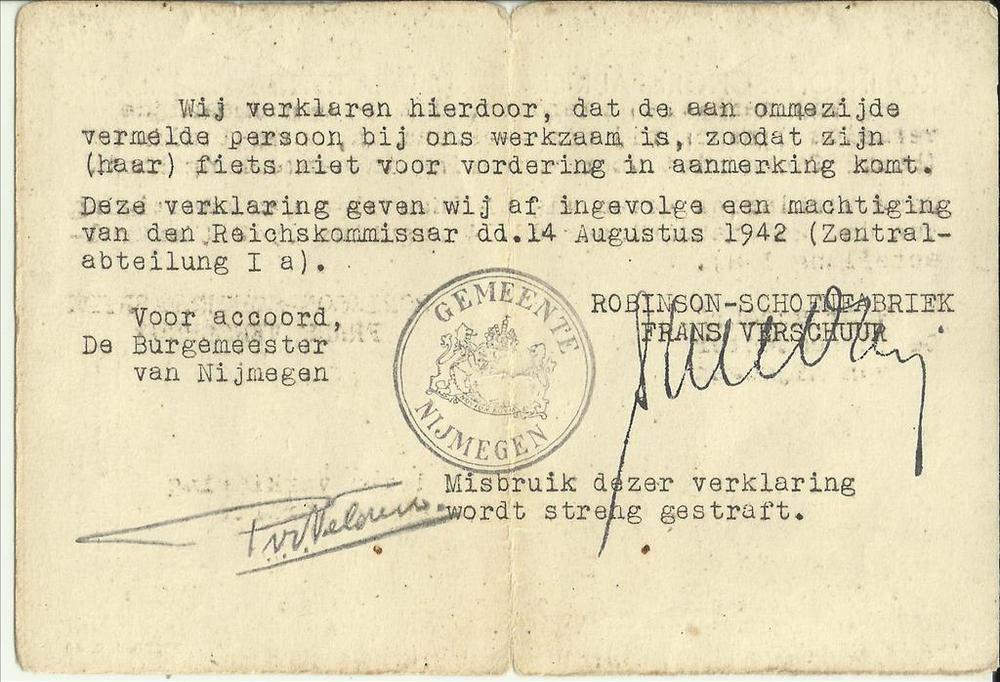 Wij verklaren hierdoor, dat de aan ommezijde
vermelde persoon bij ons werkzaam is, zoodat zijn
(haar) fiets niet voor vordering in aanmerking komt.
Deze verklaring geven wij af ingevolge een machtiging
van den Reichskommissar dd.14 Augustus 1942 (Zentral-
abteilung I a).
Voor accoord,
De Burgemeester
van Nijmegen
GEMEENTE
NIJMEGEN
ROBINSON-SCHOENFABRIEK
FRANS VERSCHUUR
Misbruik dezer verklaring
wordt streng gestraft.